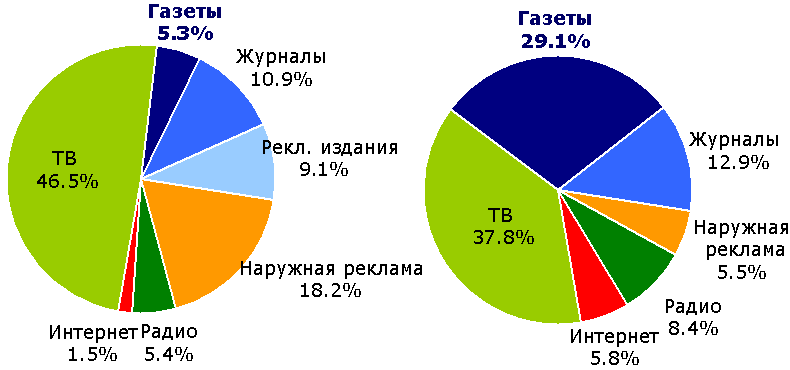 Газеты
5.3%
Журналы
10.9%
Рекл. издания
9.1%
ТВ
46.5%
Наружная реклама
18.2%
Интернет
1.5%
Радио
5.4%
Газеты
29.1%
Журналы
12.9%
ТВ
37.8%
Наружная
реклама
5.5%
Радио
8.4%
Интернет
5.8%